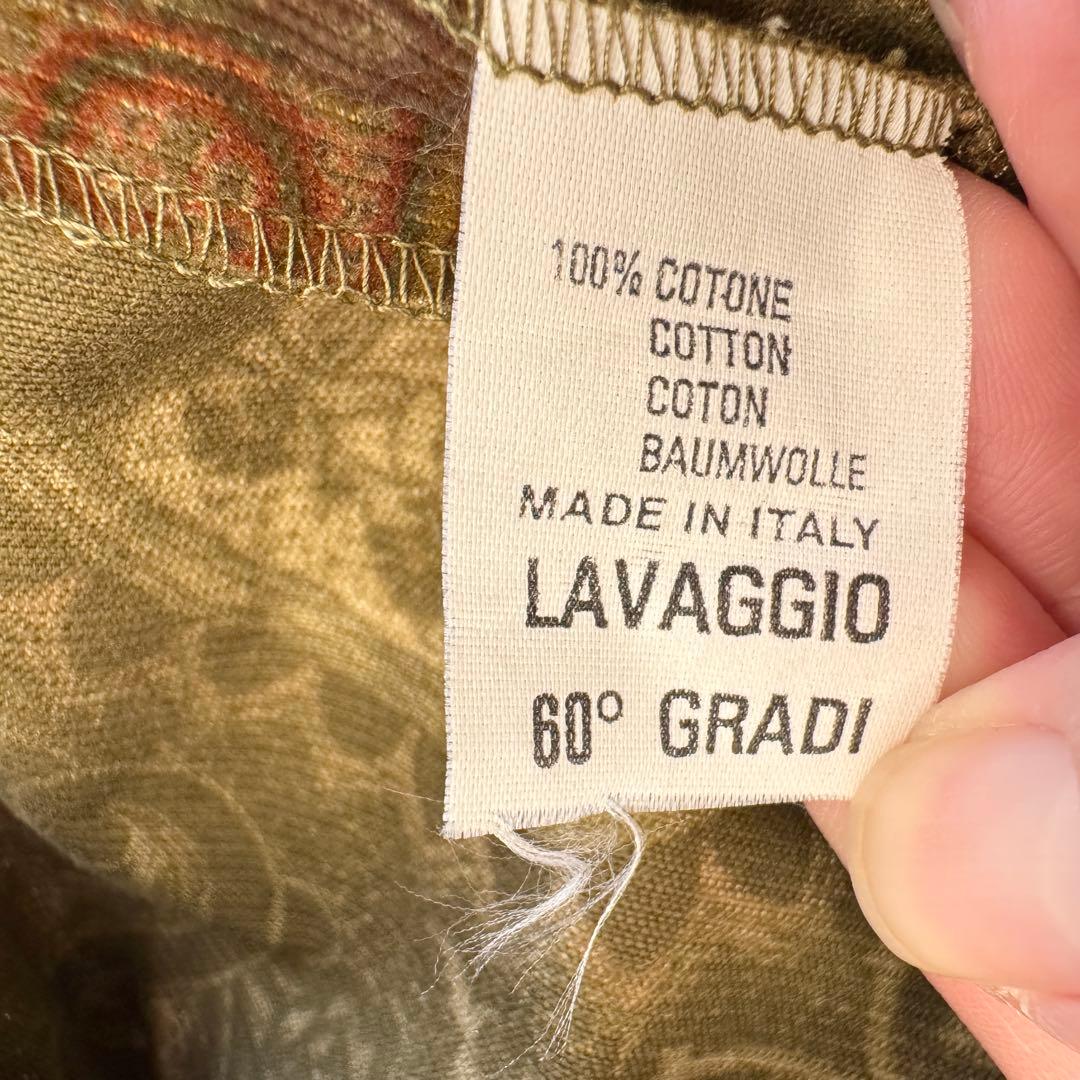 100% COTONE
COTTON
COTON
BAUMWOLLE
MADE IN ITALY
LAVAGGIO
60° GRADI